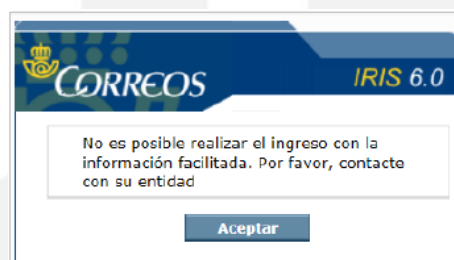 CORREOS
IRIS 6.0
No es posible realizar el ingreso con la
información facilitada. Por favor, contacte
con su entidad
Aceptar